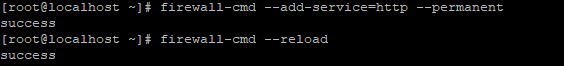 [root@localhost ~]# firewall-cmd --add-service=http --permanent
success
[root@localhost ~]# firewall-cmd --reload
success